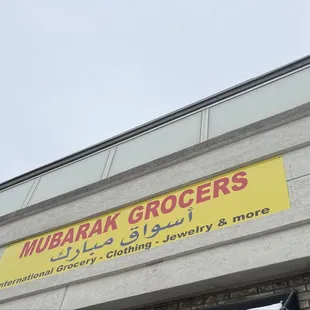 MUBARAK GROCERS
أسواق مبارك
International Grocery - Clothing - Jewelry & more